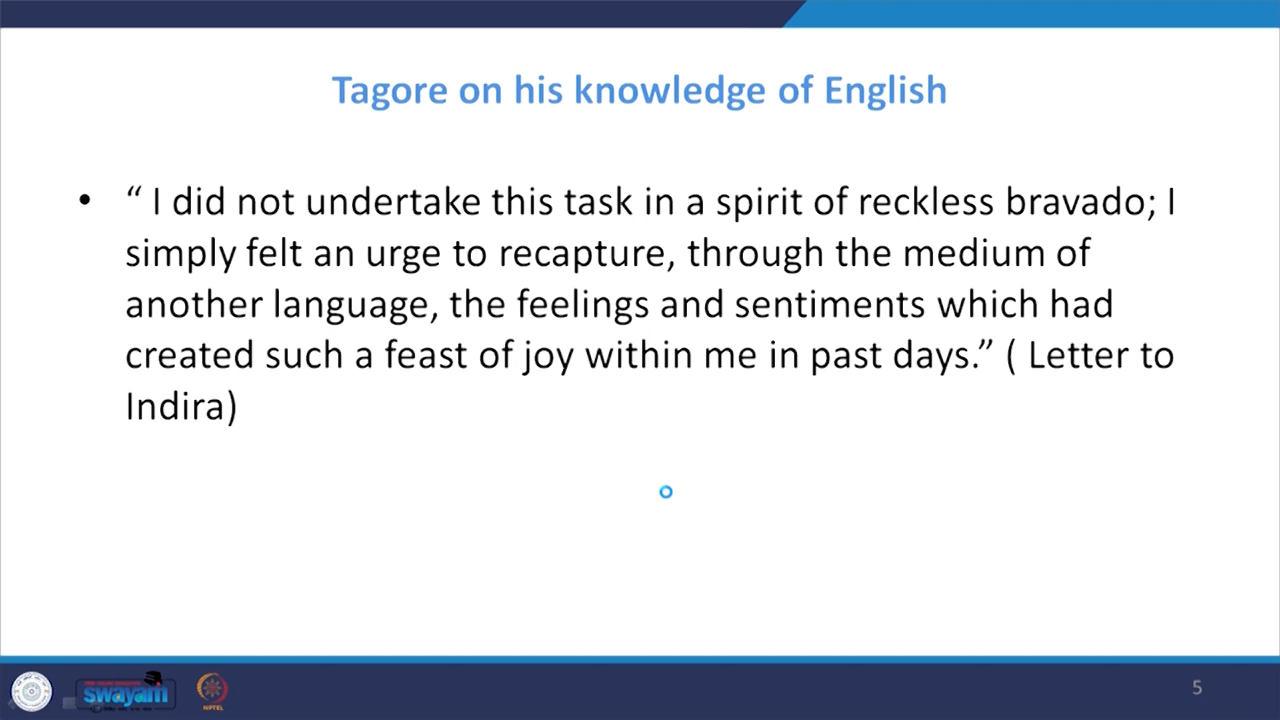 Tagore on his knowledge of English
• “ I did not undertake this task in a spirit of reckless bravado; I
simply felt an urge to recapture, through the medium of
another language, the feelings and sentiments which had
created such a feast of joy within me in past days.” ( Letter to
Indira)
swayam
NPTEL
5